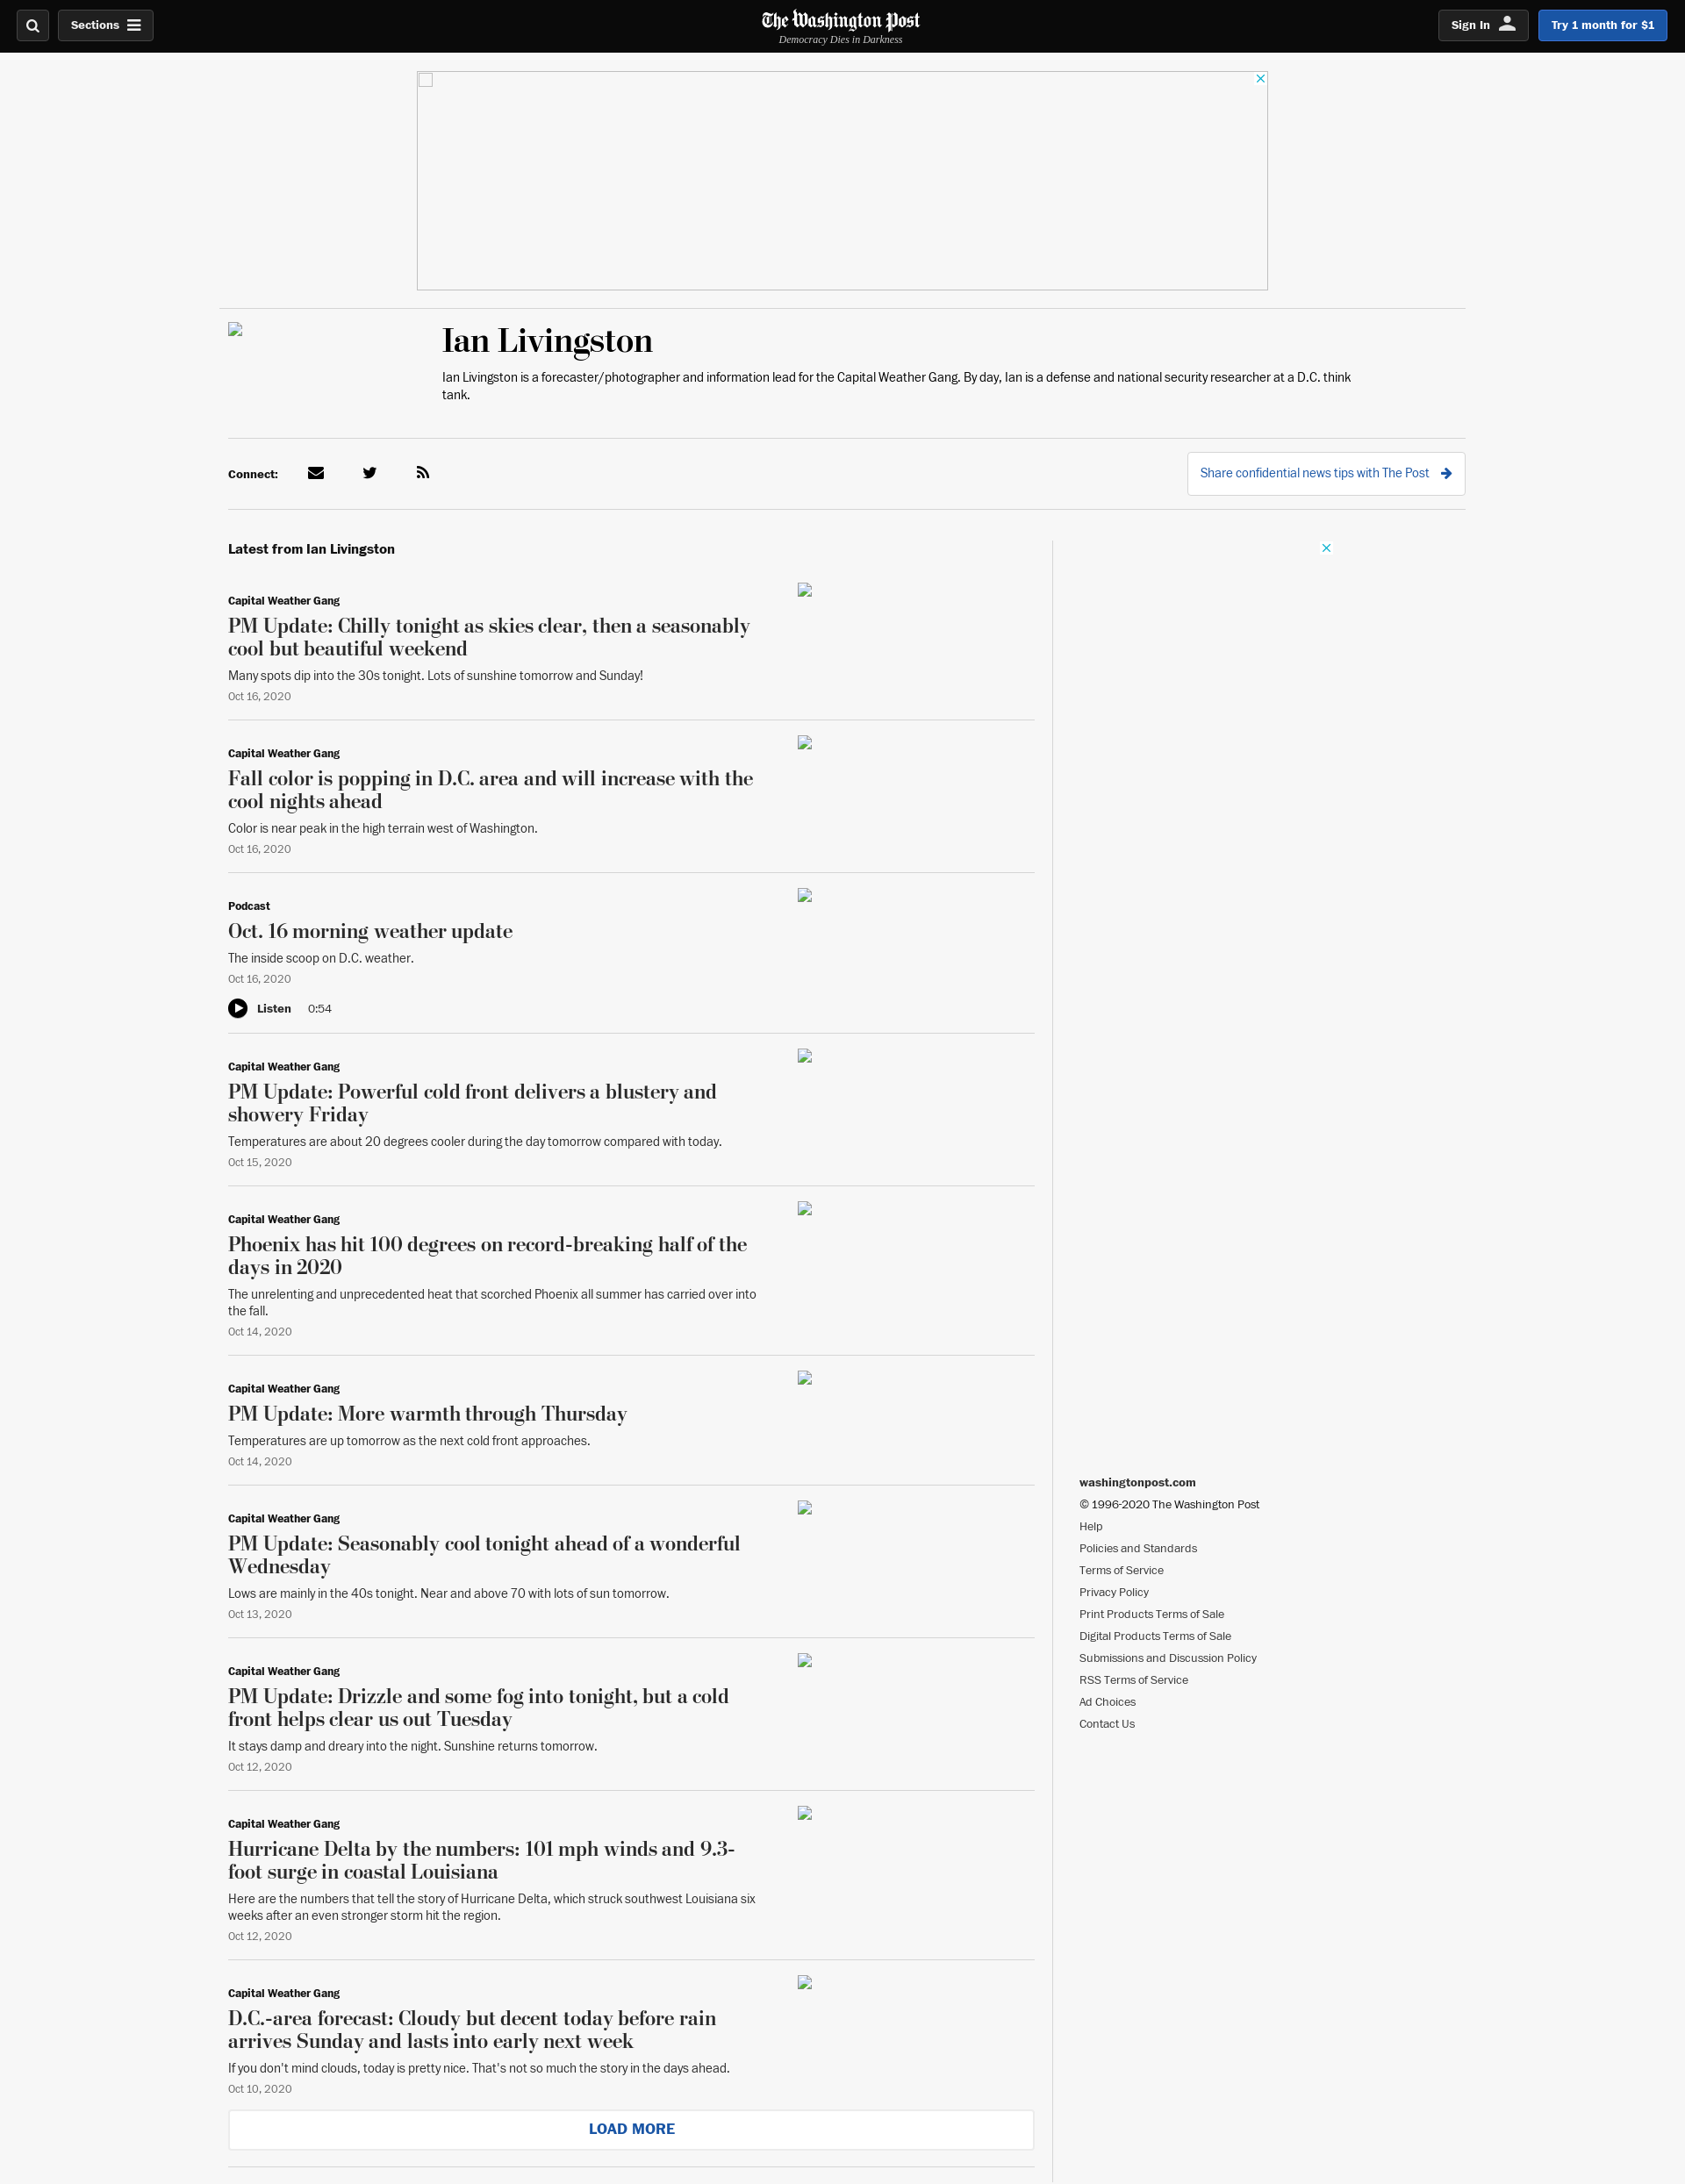 Sections
The Washington Post
Democracy Dies in Darkness
Sign In
Try 1 month for $1
Ian Livingston
Ian Livingston is a forecaster/photographer and information lead for the Capital Weather Gang. By day, Ian is a defense and national security researcher at a D.C. think
tank.
Connect:
Share confidential news tips with The Post
Latest from Ian Livingston
Capital Weather Gang
PM Update: Chilly tonight as skies clear, then a seasonably
cool but beautiful weekend
Many spots dip into the 30s tonight. Lots of sunshine tomorrow and Sunday!
Oct 16, 2020
Capital Weather Gang
Fall color is popping in D.C. area and will increase with the
cool nights ahead
Color is near peak in the high terrain west of Washington.
Oct 16, 2020
Podcast
Oct. 16 morning weather update
The inside scoop on D.C. weather.
Oct 16, 2020
Listen 0:54
Capital Weather Gang
PM Update: Powerful cold front delivers a blustery and
showery Friday
Temperatures are about 20 degrees cooler during the day tomorrow compared with today.
Oct 15, 2020
Capital Weather Gang
Phoenix has hit 100 degrees on record-breaking half of the
days in 2020
The unrelenting and unprecedented heat that scorched Phoenix all summer has carried over into
the fall.
Oct 14, 2020
Capital Weather Gang
PM Update: More warmth through Thursday
Temperatures are up tomorrow as the next cold front approaches.
Oct 14, 2020
Capital Weather Gang
PM Update: Seasonably cool tonight ahead of a wonderful
Wednesday
Lows are mainly in the 40s tonight. Near and above 70 with lots of sun tomorrow.
Oct 13, 2020
Capital Weather Gang
PM Update: Drizzle and some fog into tonight, but a cold
front helps clear us out Tuesday
It stays damp and dreary into the night. Sunshine returns tomorrow.
Oct 12, 2020
Capital Weather Gang
Hurricane Delta by the numbers: 101 mph winds and 9.3-
foot surge in coastal Louisiana
Here are the numbers that tell the story of Hurricane Delta, which struck southwest Louisiana six
weeks after an even stronger storm hit the region.
Oct 12, 2020
Capital Weather Gang
D.C.-area forecast: Cloudy but decent today before rain
arrives Sunday and lasts into early next week
If you don't mind clouds, today is pretty nice. That's not so much the story in the days ahead.
Oct 10, 2020
LOAD MORE
washingtonpost.com
© 1996-2020 The Washington Post
Help
Policies and Standards
Terms of Service
Privacy Policy
Print Products Terms of Sale
Digital Products Terms of Sale
Submissions and Discussion Policy
RSS Terms of Service
Ad Choices
Contact Us